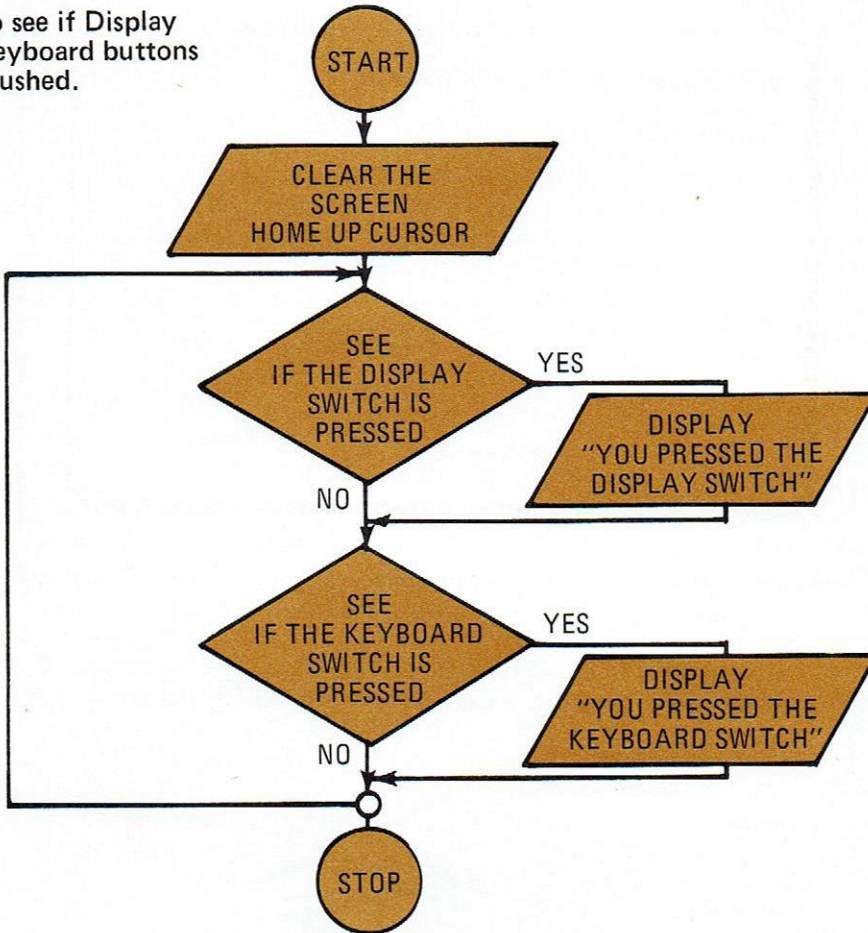 see if Display
eyboard buttons
ushed.
START
CLEAR THE
SCREEN
HOME UP CURSOR
SEE
IF THE DISPLAY
SWITCH IS
PRESSED
YES
DISPLAY
"YOU PRESSED THE
DISPLAY SWITCH"
NO
SEE
IF THE KEYBOARD
SWITCH IS
PRESSED
YES
DISPLAY
"YOU PRESSED THE
KEYBOARD SWITCH"
NO
STOP